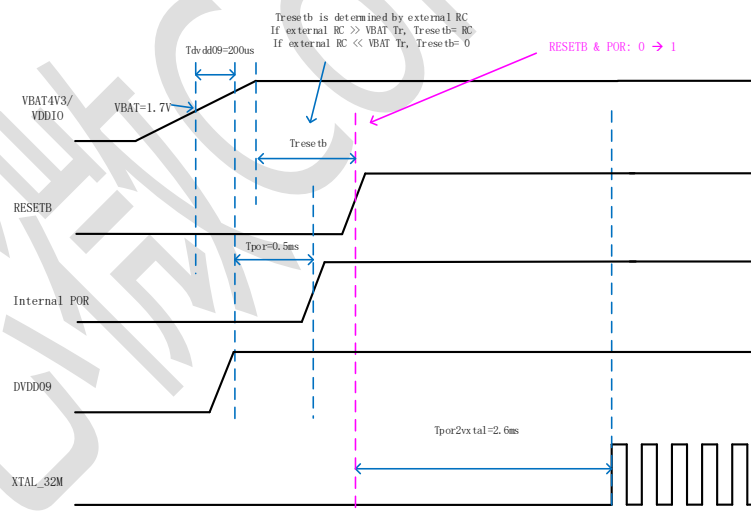 Tresetb is determined by external RC
If external RC >> VBAT Tr, Tresetb= RC
If external RC << VBAT Tr, Tresetb= 0
RESETB & POR: 0 → 1
Tdvdd09=200us
VBAT4V3/
VDDIO
VBAT=1.7V
Tresetb
RESETB
Tpor=0.5ms
Internal POR
DVDD09
Tpor2vxtal=2.6ms
XTAL_32M